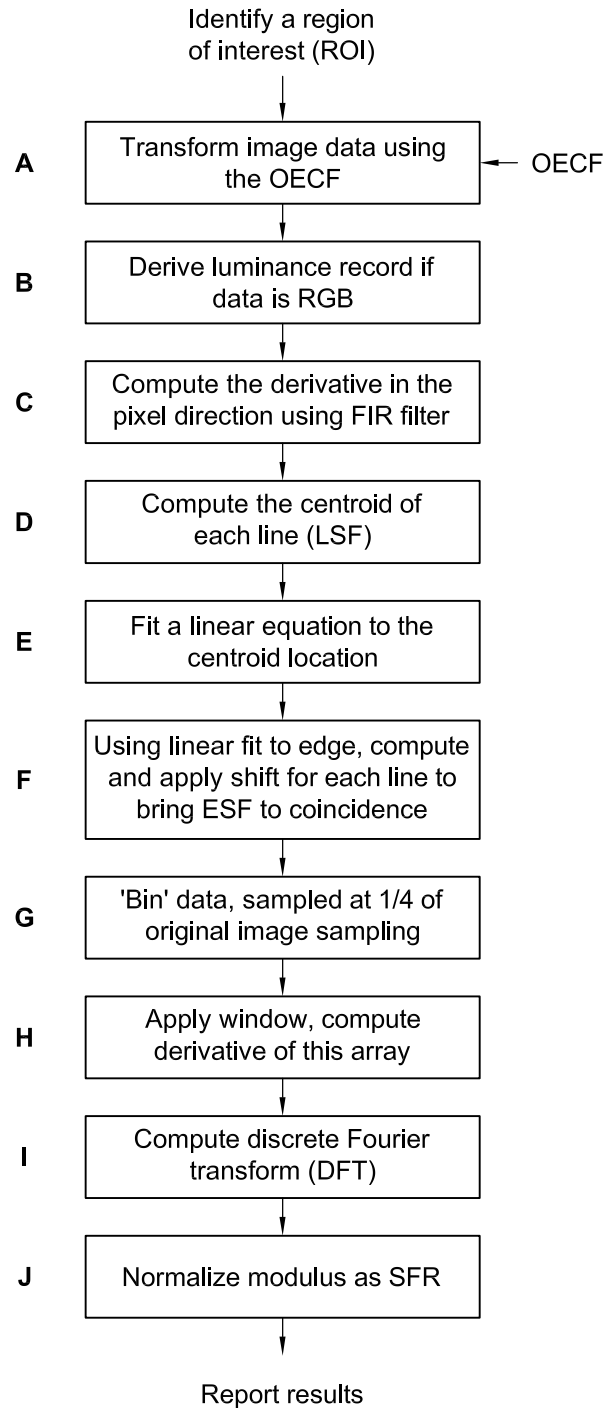 Identify a region
of interest (ROI)
A
Transform image data using
the OECF
OECF
B
Derive luminance record if
data is RGB
C
Compute the derivative in the
pixel direction using FIR filter
D
Compute the centroid of
each line (LSF)
E
Fit a linear equation to the
centroid location
F
Using linear fit to edge, compute
and apply shift for each line to
bring ESF to coincidence
G
'Bin' data, sampled at 1/4 of
original image sampling
H
Apply window, compute
derivative of this array
I
Compute discrete Fourier
transform (DFT)
J
Normalize modulus as SFR
Report results